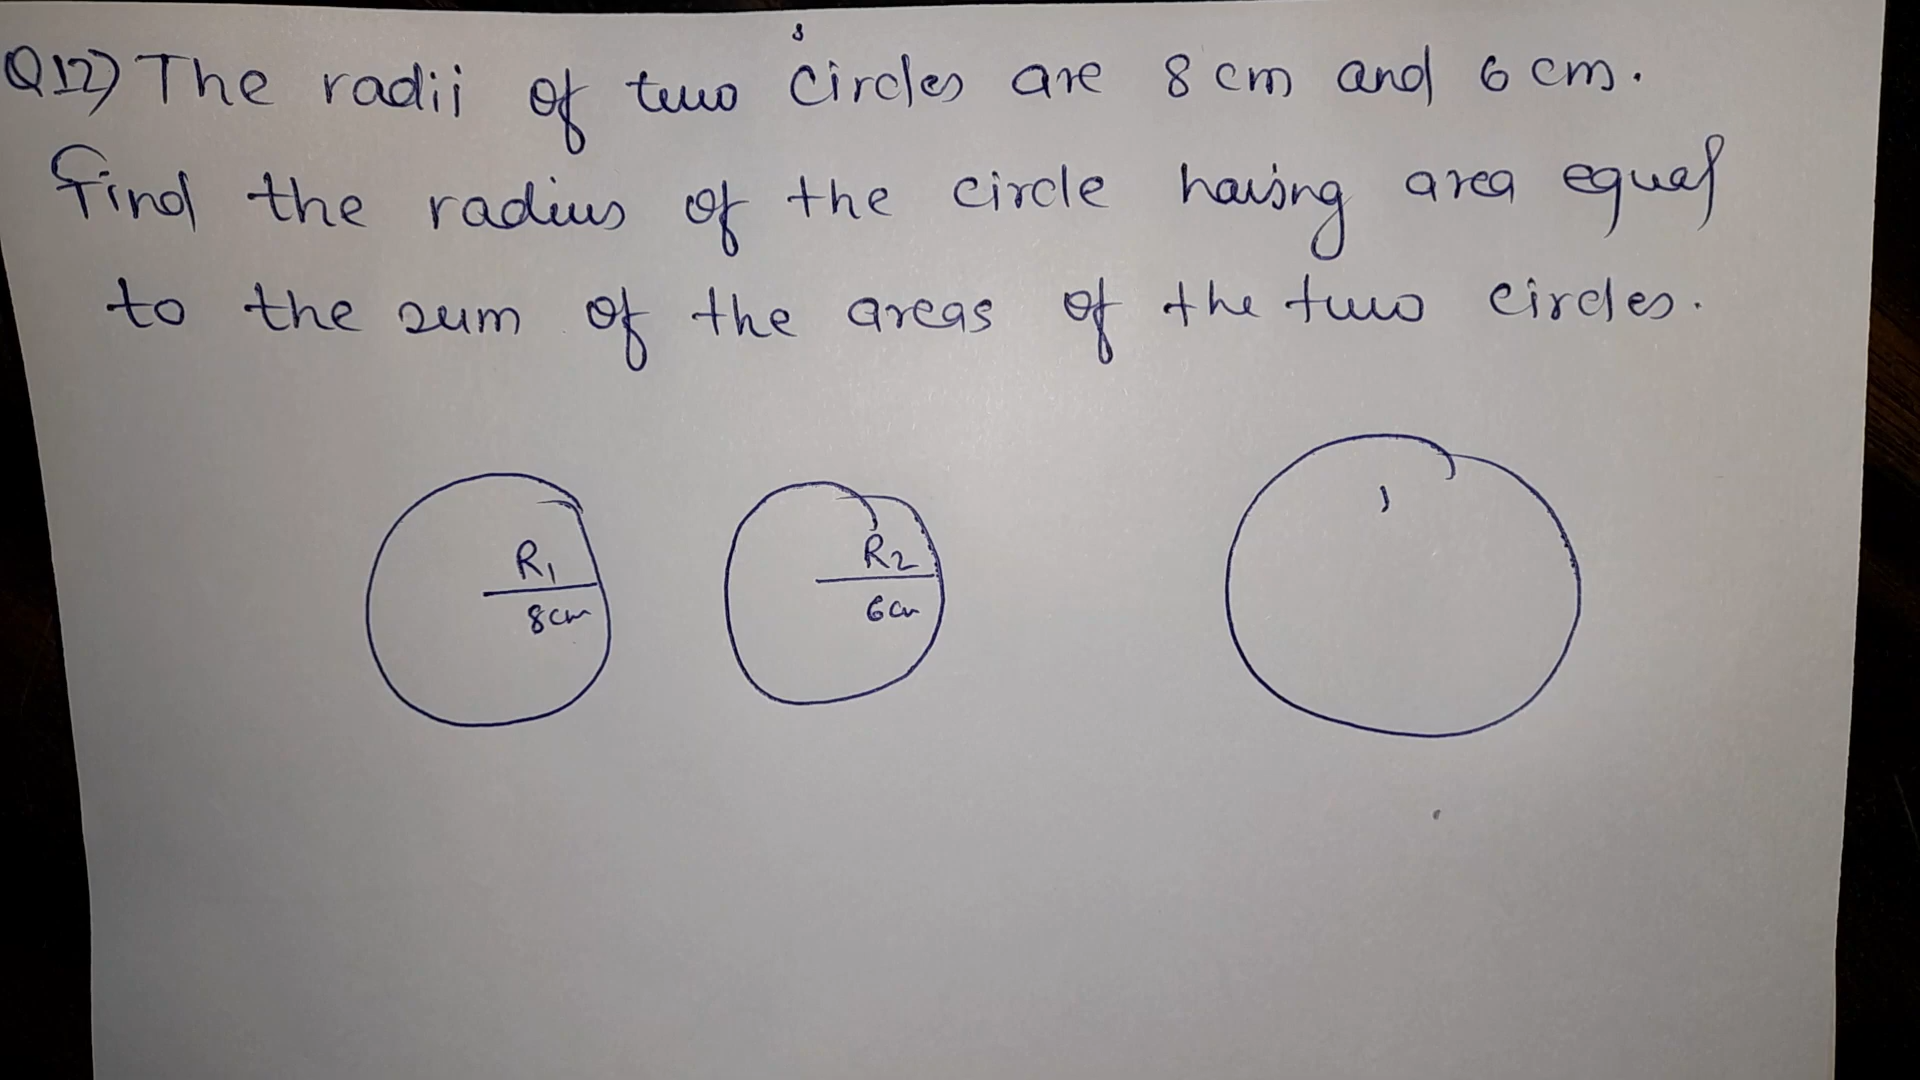 Q12) The radii of two circles are 8 cm and 6 cm.
find the radius of the circle having area equal
to the sum of the areas of the two circles.
R1
8cm
R2
6cm